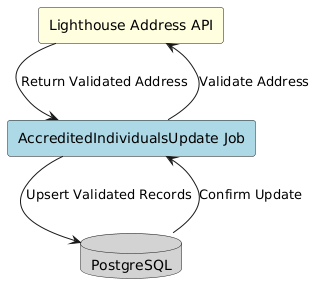 Lighthouse Address API
Return Validated Address
Validate Address
AccreditedIndividualsUpdate Job
Upsert Validated Records
Confirm Update
PostgreSQL